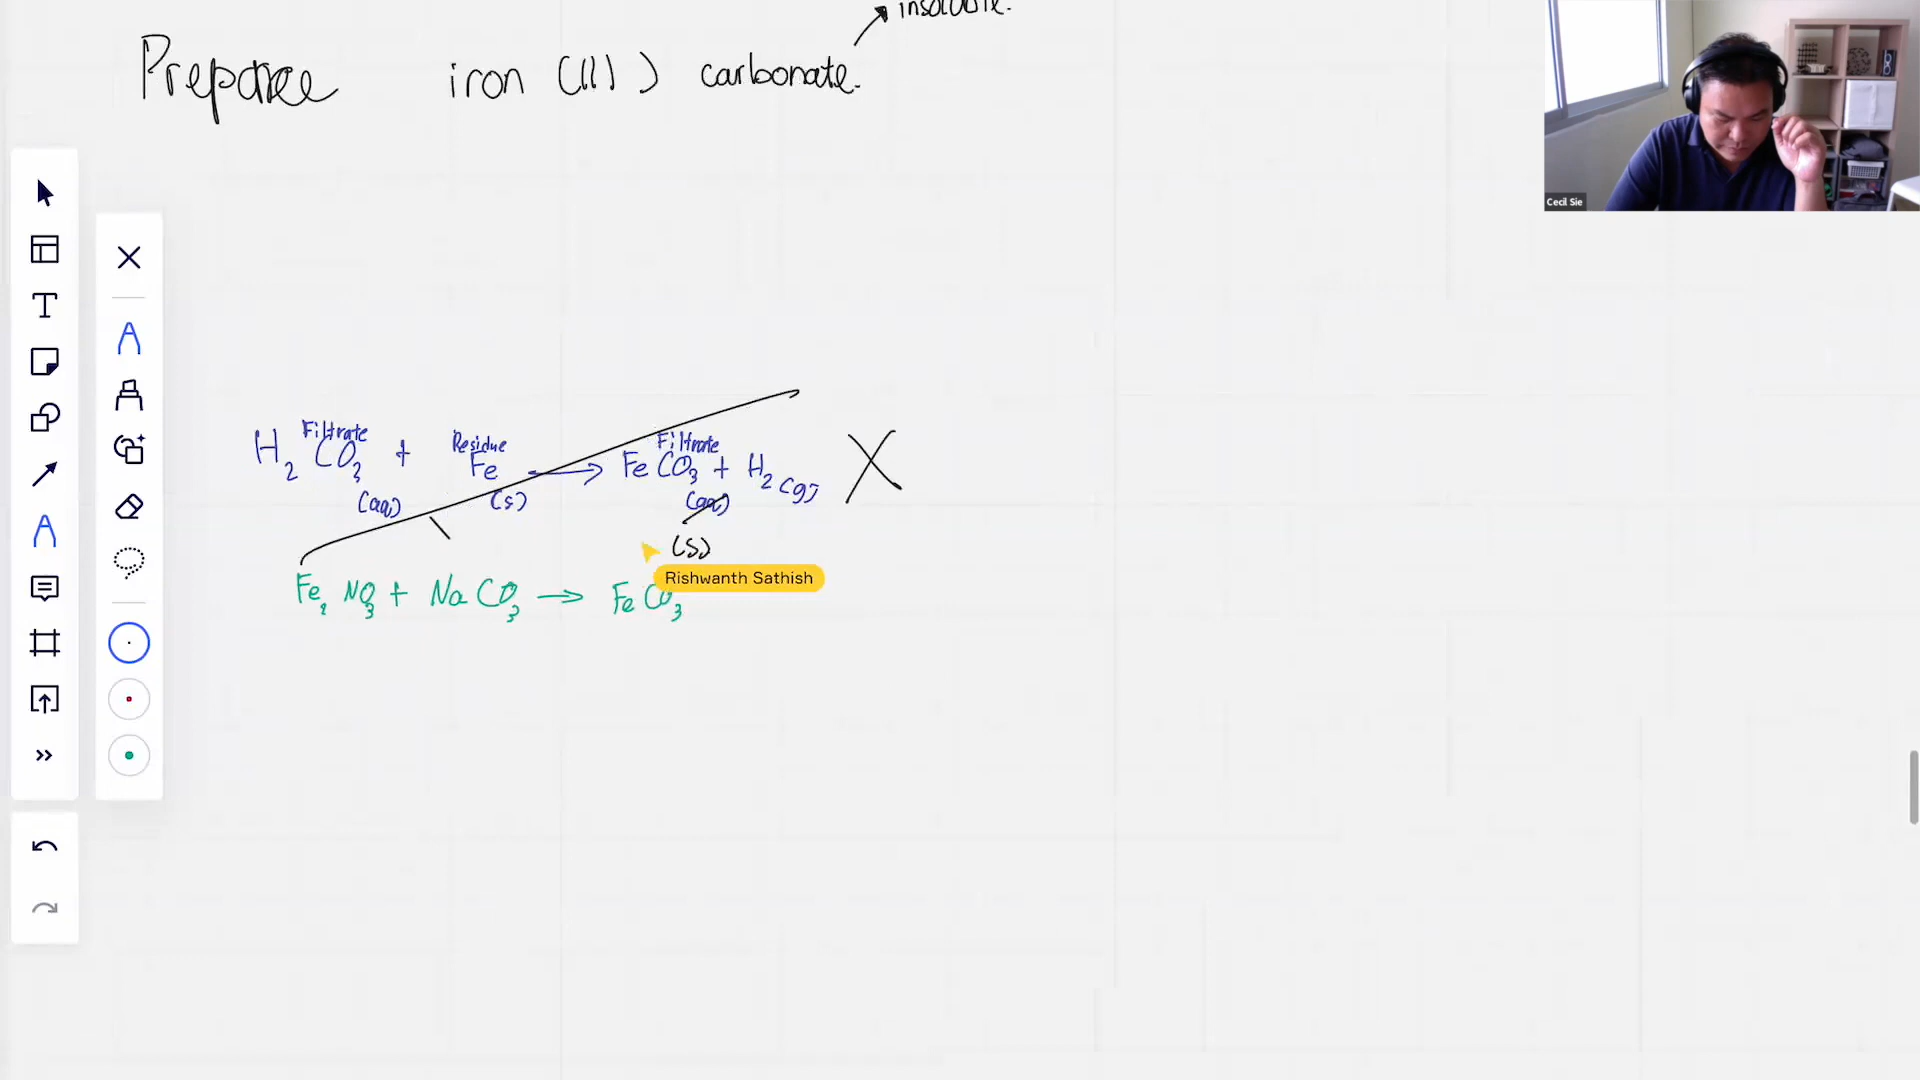 insoluble.
Prepare iron (II) carbonate.
Cecil Sie
Filtrate Residue Filtrate
H2CO3 + Fe → FeCO3 + H2(g) X
(aq) (s) (aq)
(s)
Rishwanth Sathish
Fe2 NO3 + NaCO3 → FeCO3